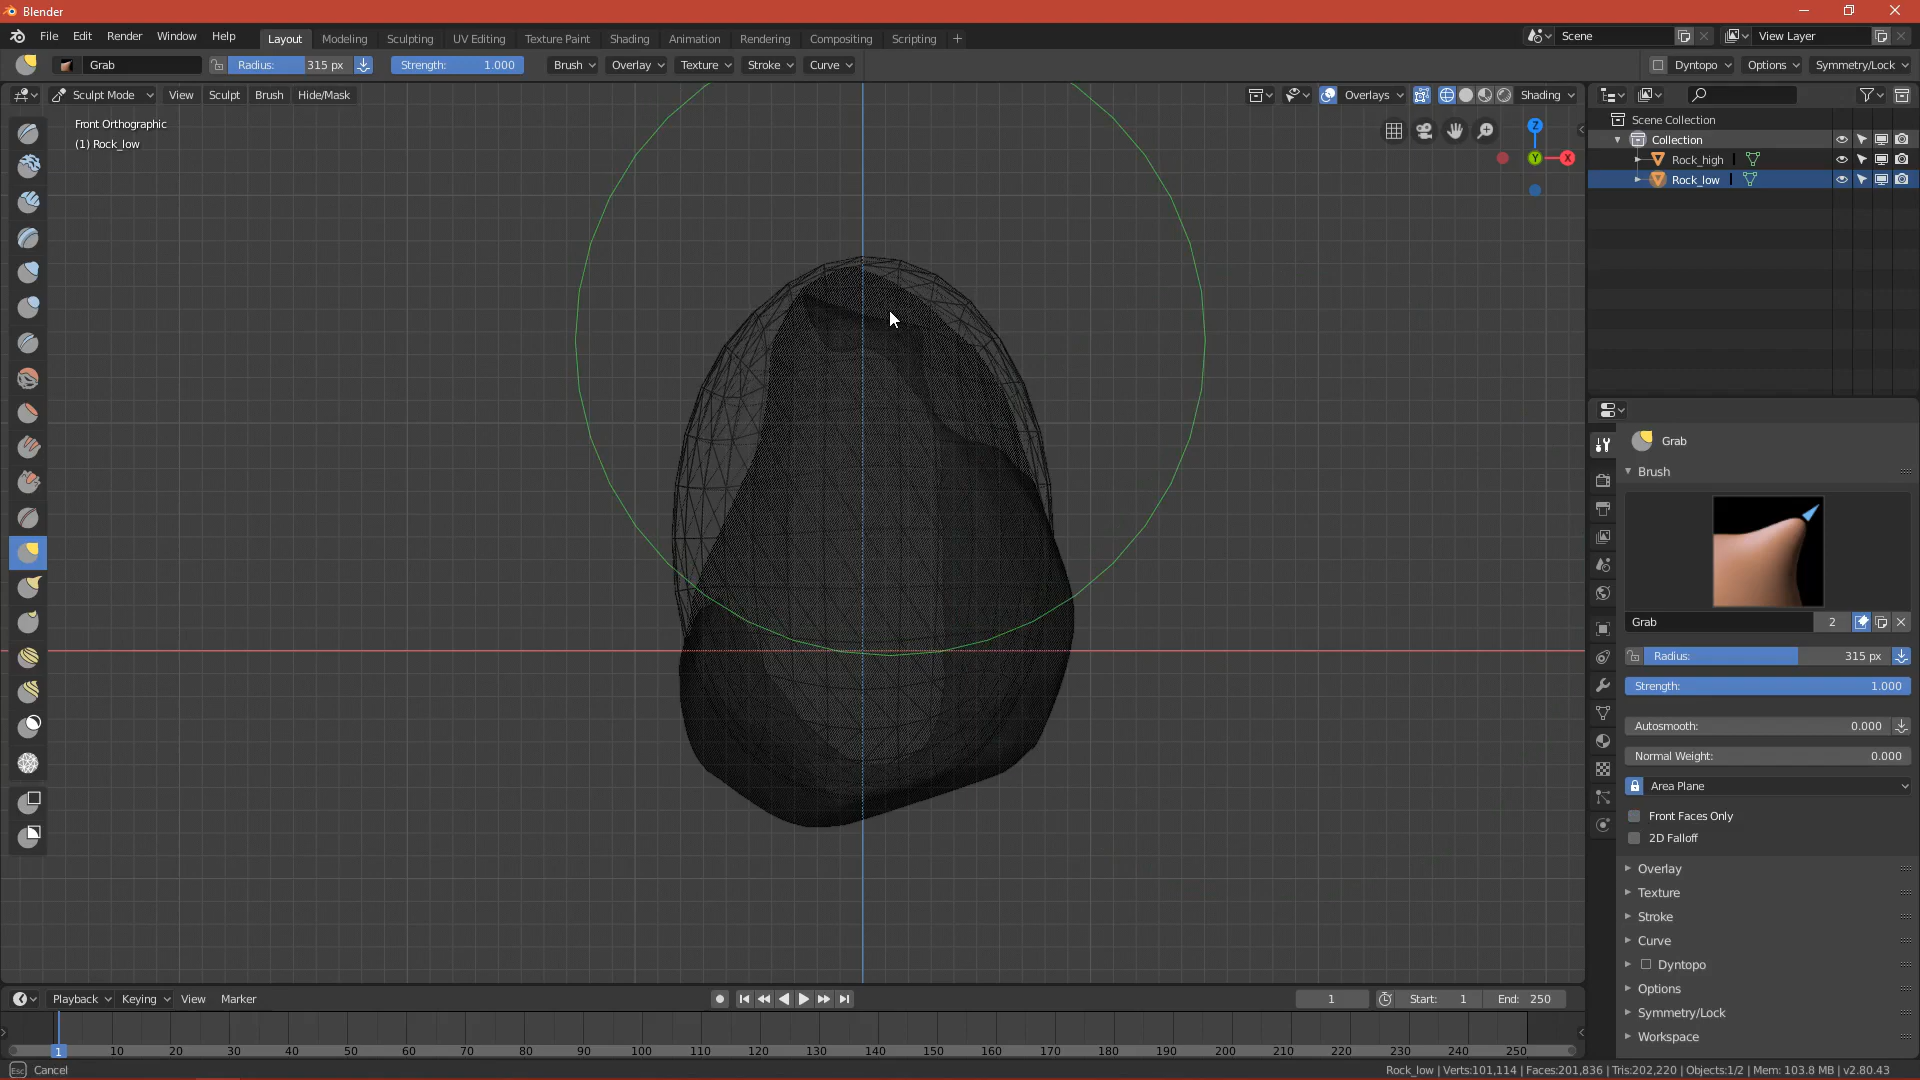 Blender
File Edit Render Window Help
Layout Modeling Sculpting UV Editing Texture Paint Shading Animation Rendering Compositing Scripting +
Scene
View Layer
Grab Radius: 315 px Strength: 1.000 Brush Overlay Texture Stroke Curve Dyntopo Options Symmetry/Lock
Sculpt Mode View Sculpt Brush Hide/Mask Overlays Shading
Front Orthographic
(1) Rock_low
Z
Y
X
Scene Collection
Collection
Rock_high
Rock_low
Grab
Brush
Grab 2
Radius: 315 px
Strength: 1.000
Autosmooth: 0.000
Normal Weight: 0.000
Area Plane
Front Faces Only
2D Falloff
Overlay
Texture
Stroke
Curve
Dyntopo
Options
Symmetry/Lock
Workspace
Playback Keying View Marker 1 Start: 1 End: 250
1 10 20 30 40 50 60 70 80 90 100 110 120 130 140 150 160 170 180 190 200 210 220 230 240 250
Esc Cancel
Rock_low | Verts:101,114 | Faces:201,836 | Tris:202,220 | Objects:1/2 | Mem: 103.8 MB | v2.80.43